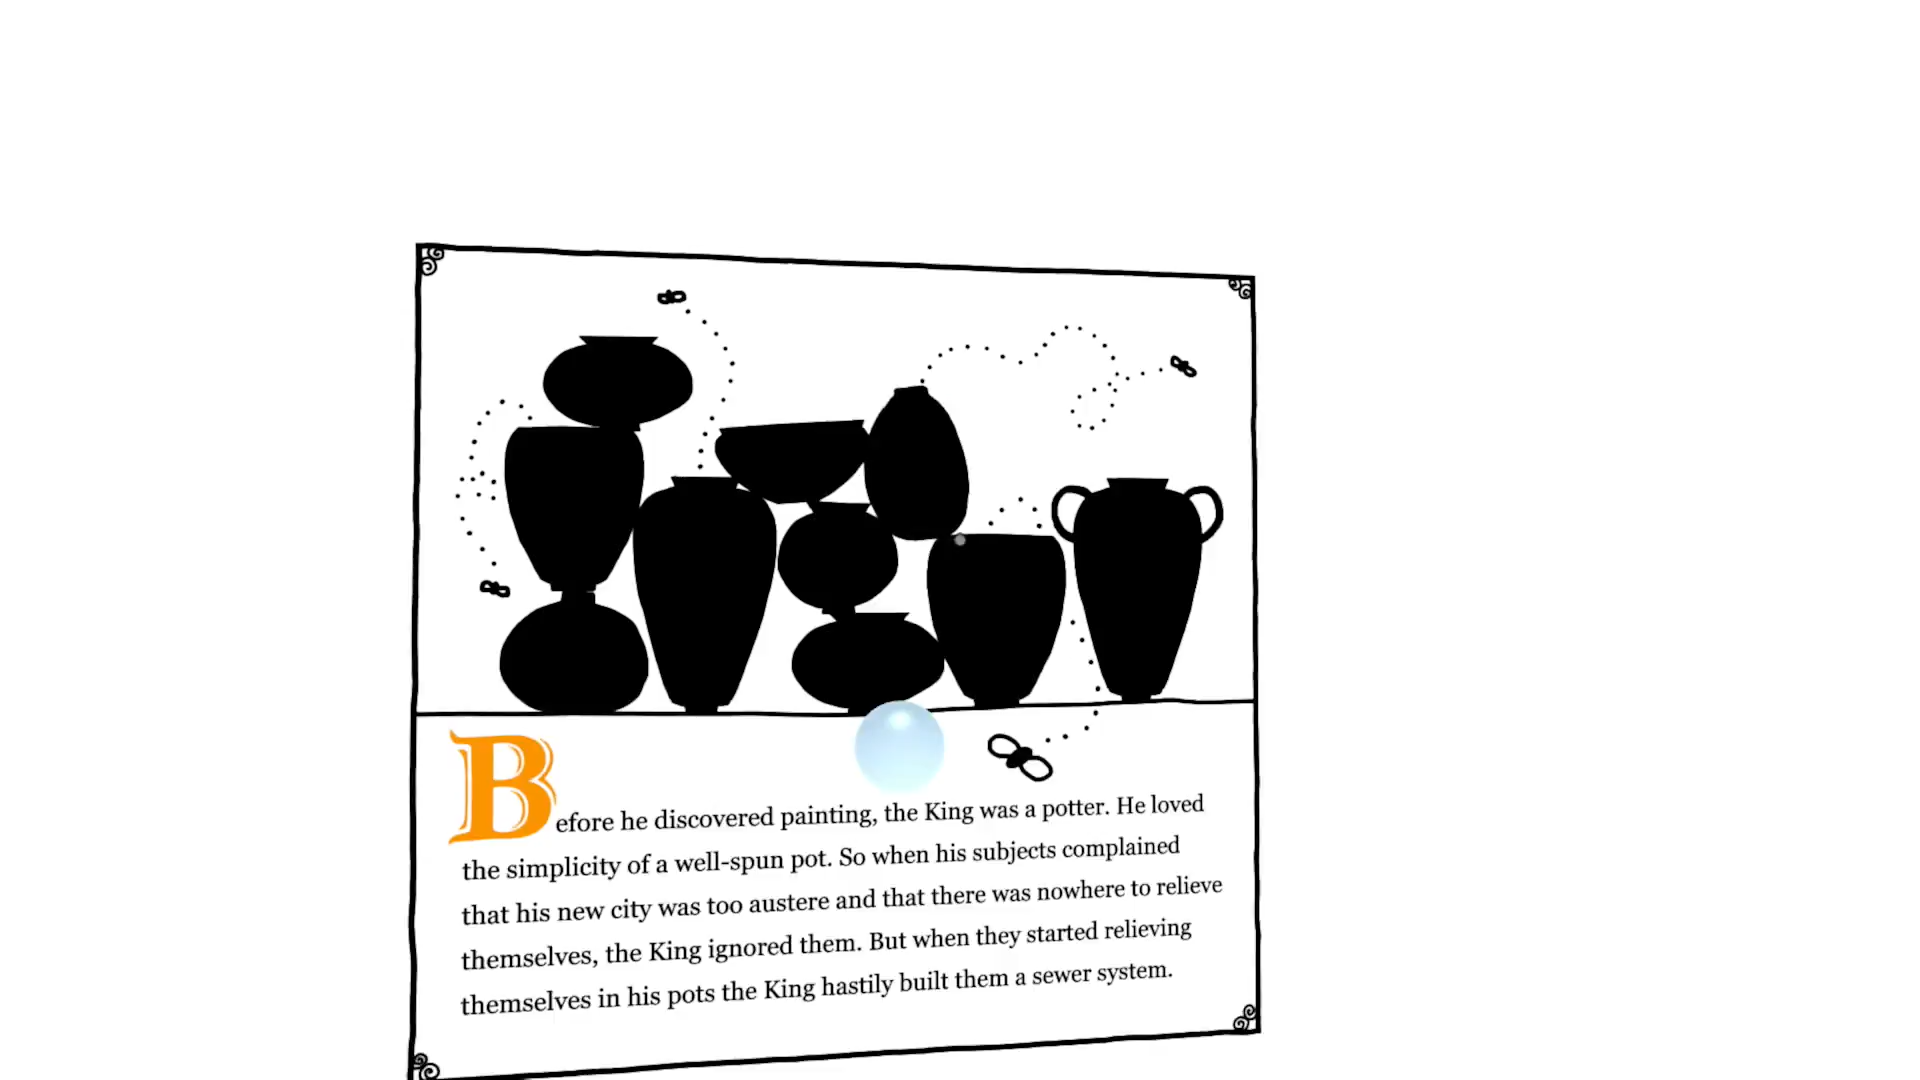 Before he discovered painting, the King was a potter. He loved
the simplicity of a well-spun pot. So when his subjects complained
that his new city was too austere and that there was nowhere to relieve
themselves, the King ignored them. But when they started relieving
themselves in his pots the King hastily built them a sewer system.